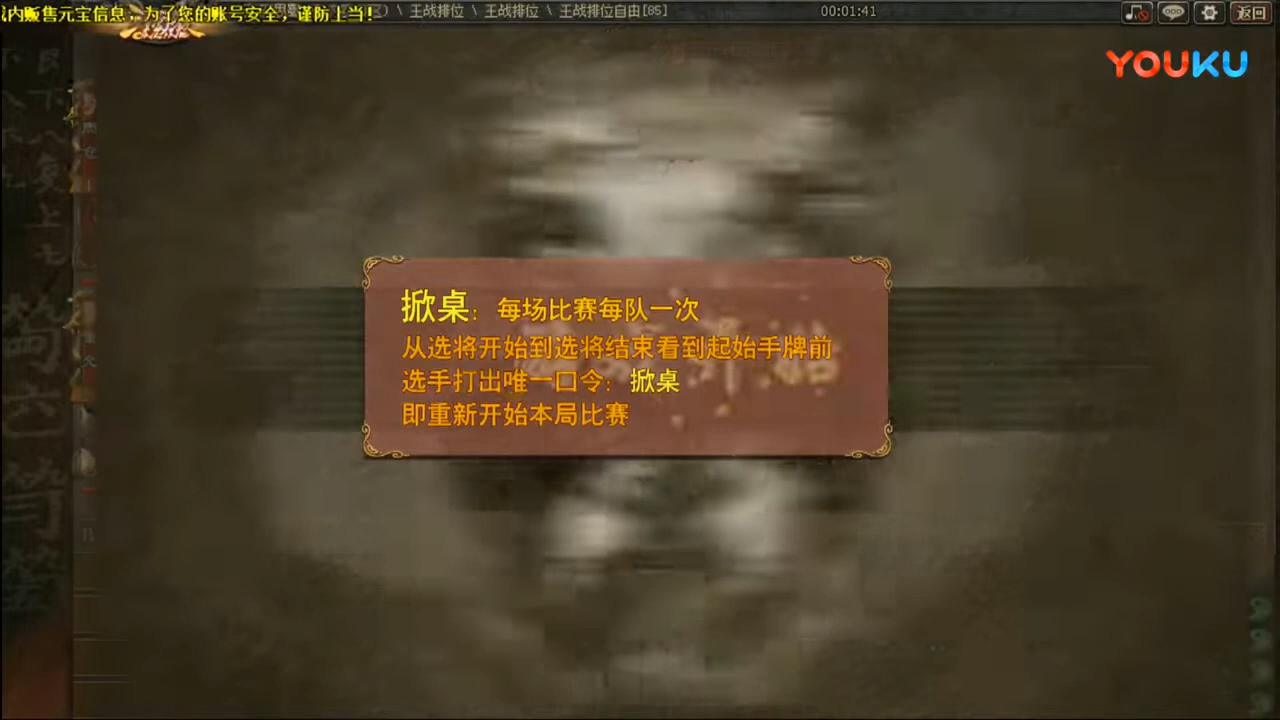 内贩售元宝信息，为了您的账号安全，谨防上当！
\ 王战排位 \ 王战排位 \ 王战排位自由[85]
00:01:41
返回
YOUKU
掀桌：每场比赛每队一次
从选将开始到选将结束看到起始手牌前
选手打出唯一口令：掀桌
即重新开始本局比赛